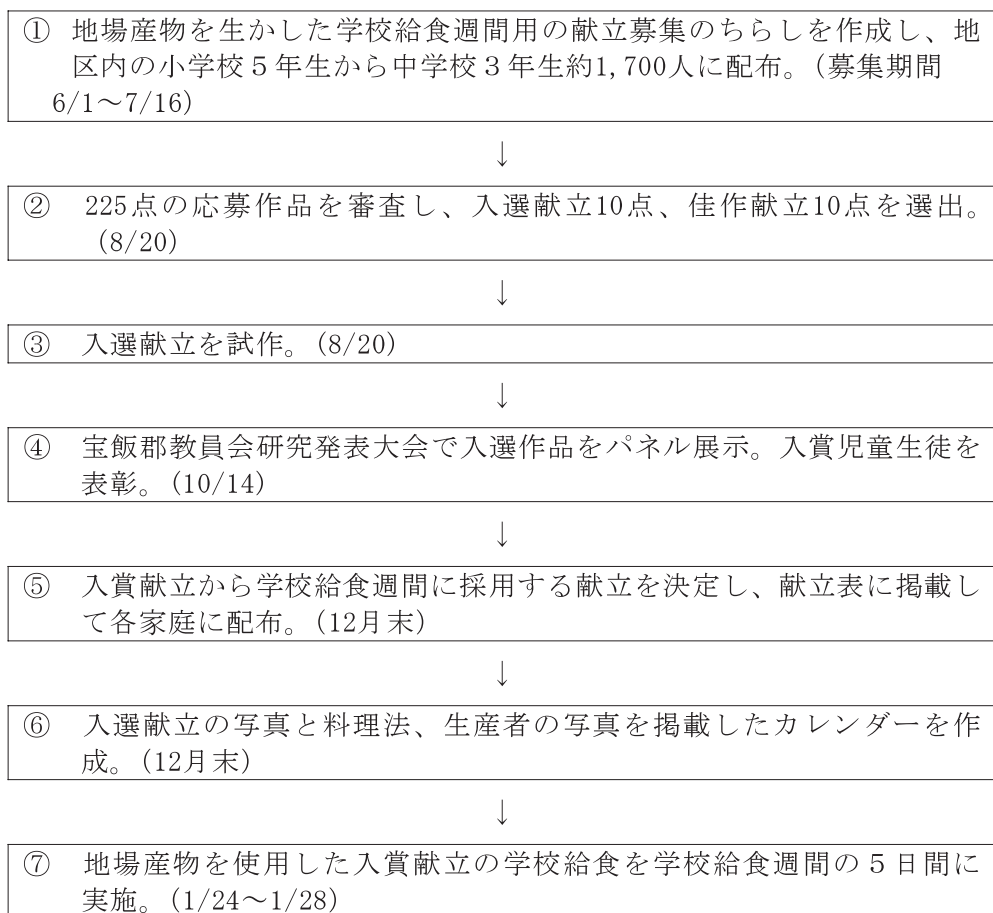 ① 地場産物を生かした学校給食週間用の献立募集のちらしを作成し、地
区内の小学校５年生から中学校３年生約1,700人に配布。(募集期間
6/1～7/16)
↓
② 225点の応募作品を審査し、入選献立10点、佳作献立10点を選出。
(8/20)
↓
③ 入選献立を試作。(8/20)
↓
④ 宝飯郡教員会研究発表大会で入選作品をパネル展示。入賞児童生徒を
表彰。(10/14)
↓
⑤ 入賞献立から学校給食週間に採用する献立を決定し、献立表に掲載し
て各家庭に配布。(12月末)
↓
⑥ 入選献立の写真と料理法、生産者の写真を掲載したカレンダーを作
成。(12月末)
↓
⑦ 地場産物を使用した入賞献立の学校給食を学校給食週間の５日間に
実施。(1/24～1/28)